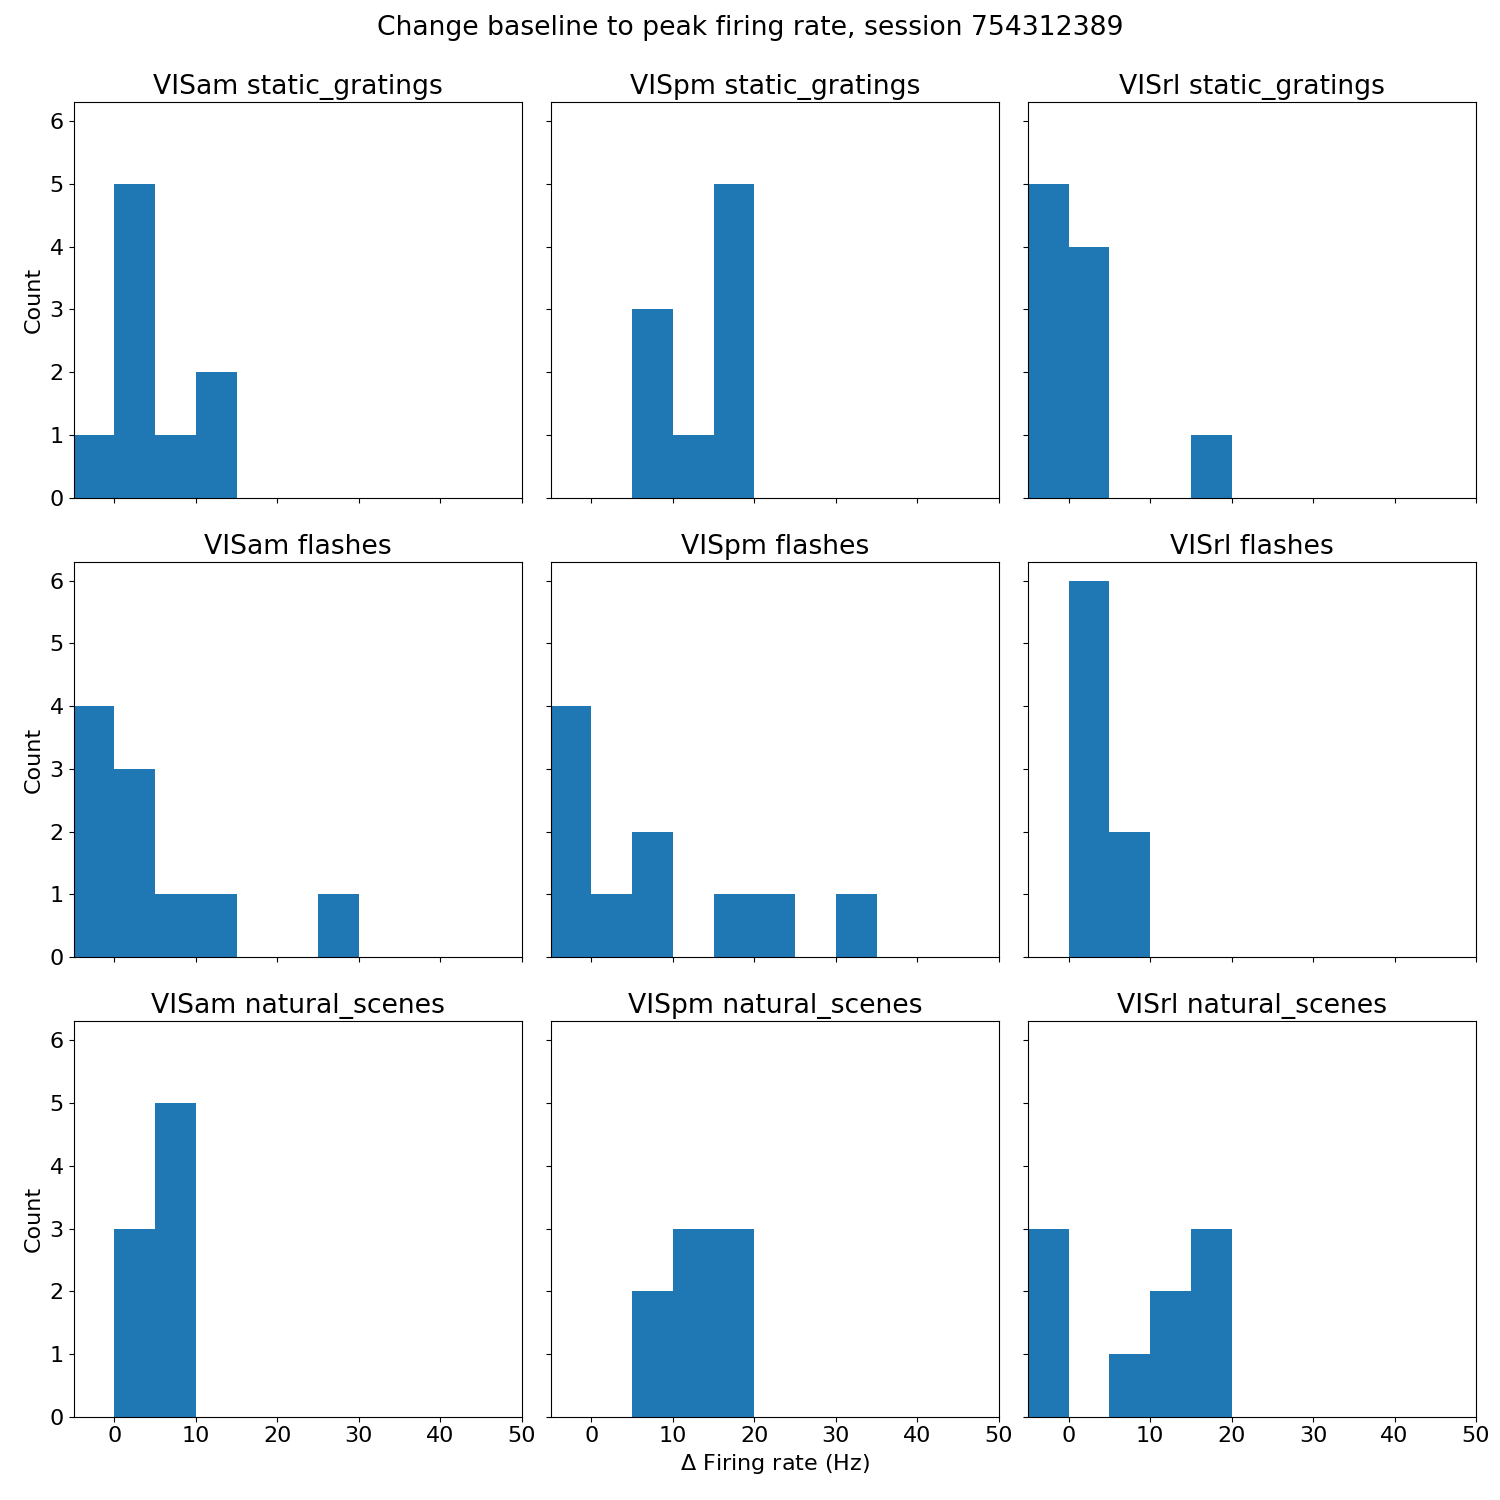 Change baseline to peak firing rate, session 754312389
VISam static_gratings
VISpm static_gratings
VISrl static_gratings
6
5
4
3
2
1
0
Count
VISam flashes
VISpm flashes
VISrl flashes
6
5
4
3
2
1
0
Count
VISam natural_scenes
VISpm natural_scenes
VISrl natural_scenes
6
5
4
3
2
1
0
Count
0 10 20 30 40 50
0 10 20 30 40 50
0 10 20 30 40 50
Δ Firing rate (Hz)